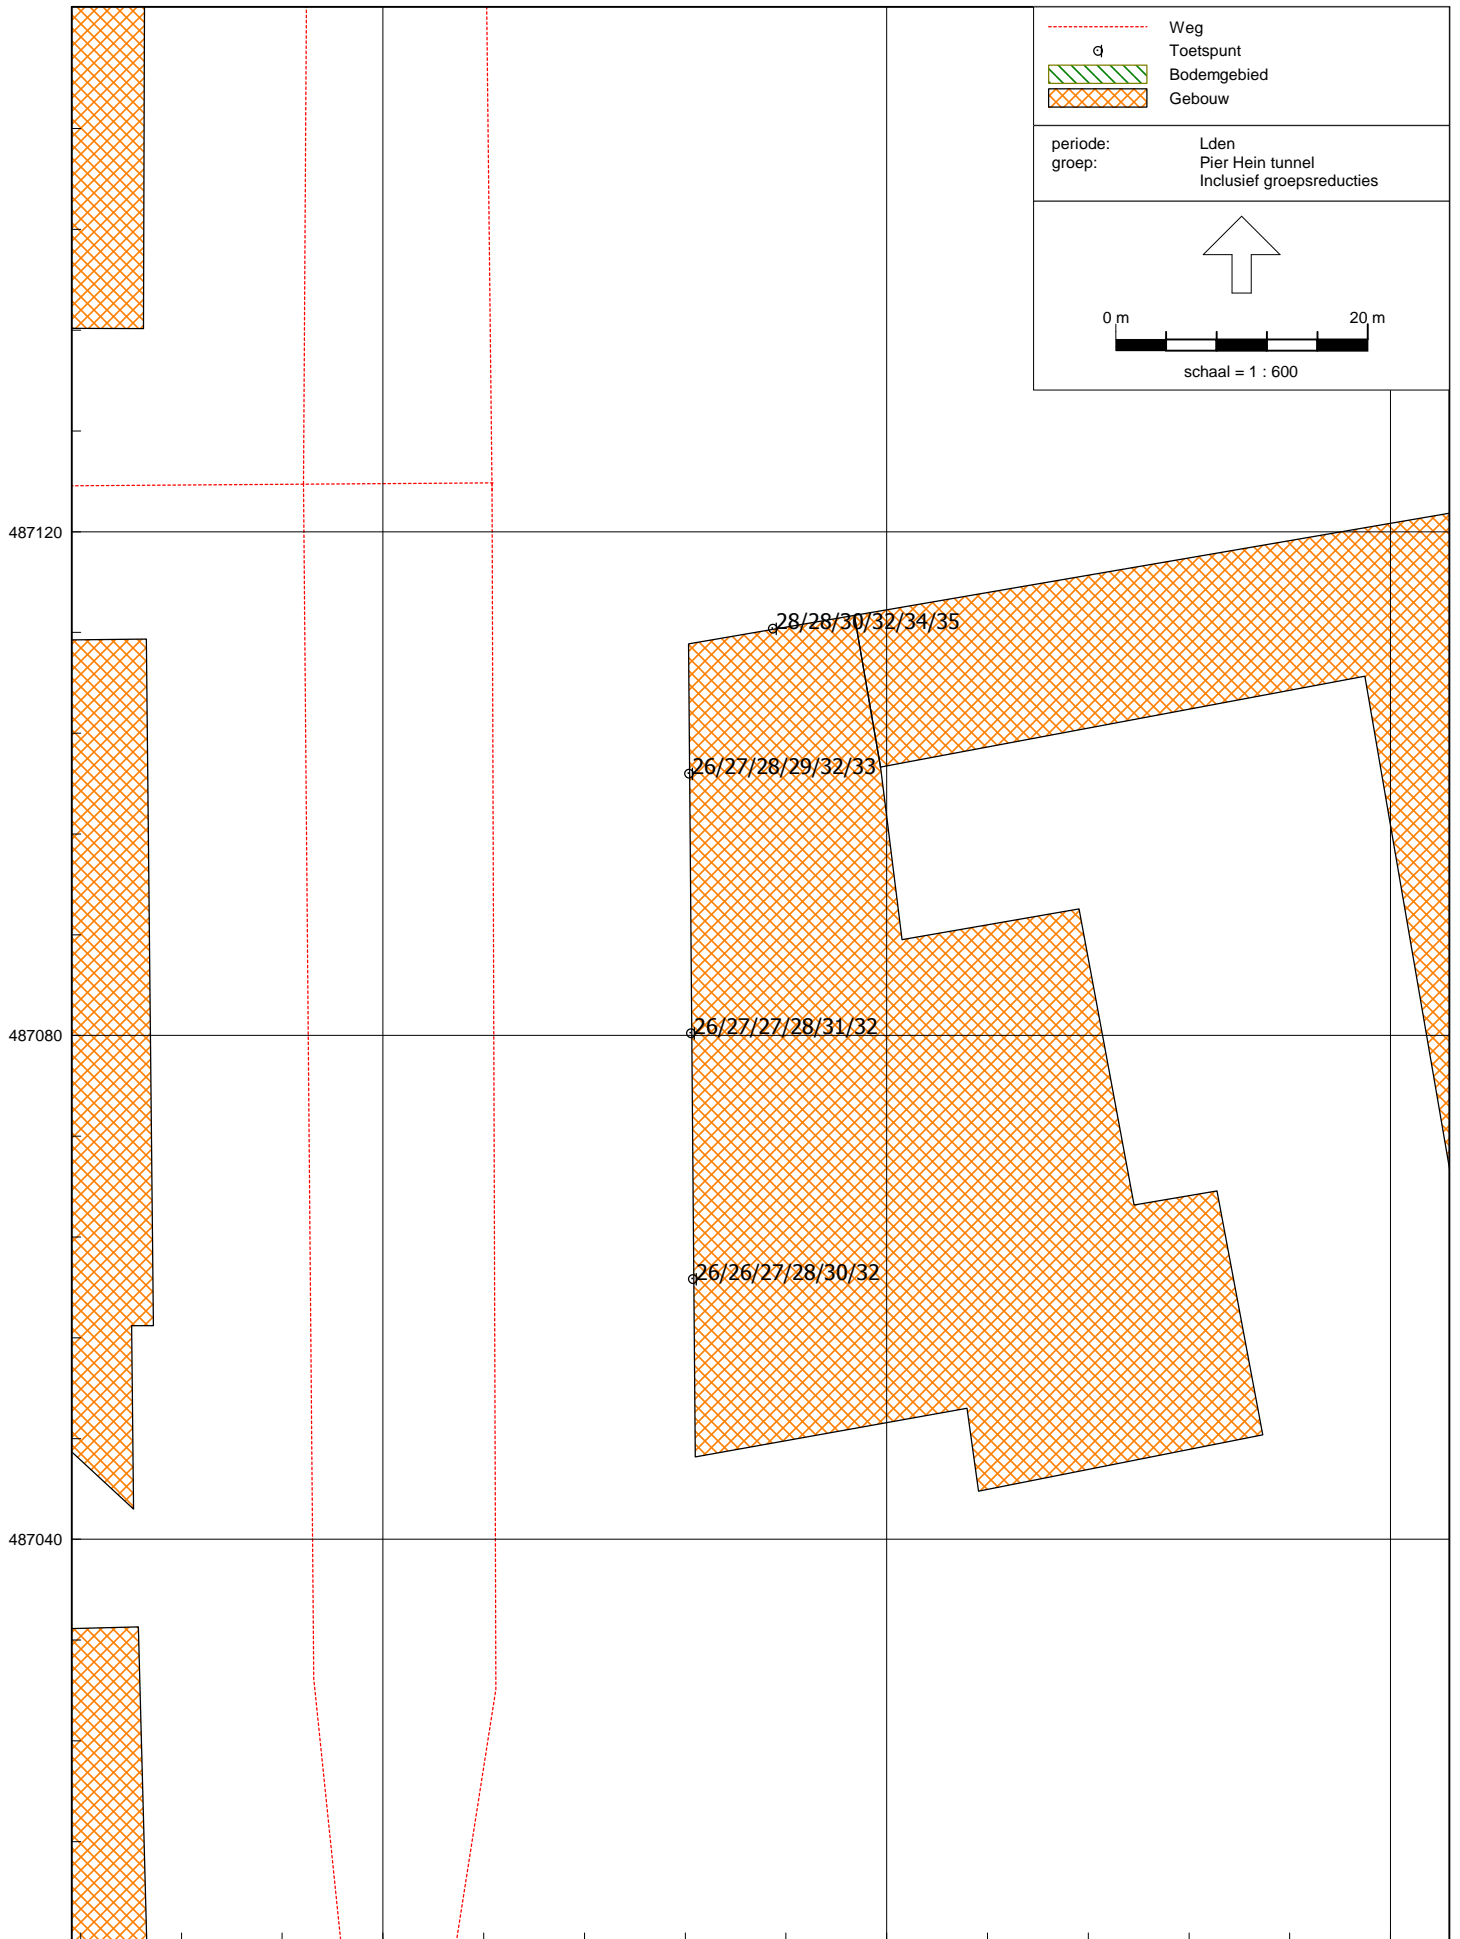 Weg
Toetspunt
Bodemgebied
Gebouw
periode: Lden
groep: Pier Hein tunnel
Inclusief groepsreducties
0 m 20 m
schaal = 1 : 600
487120
28/28/30/32/34/35
26/27/28/29/32/33
487080
26/27/27/28/31/32
26/26/27/28/30/32
487040